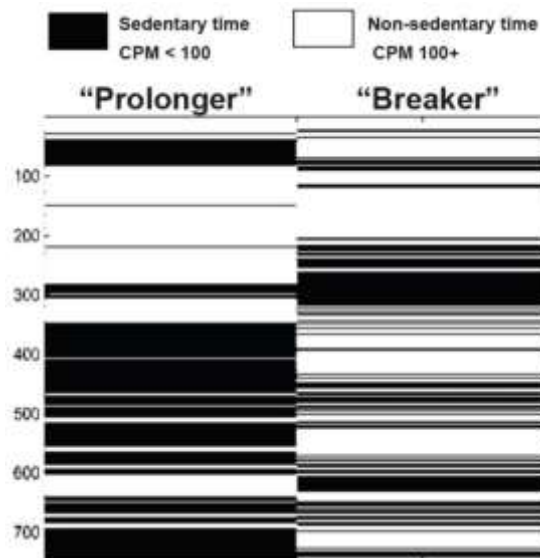 Sedentary time
CPM < 100
Non-sedentary time
CPM 100+
“Prolonger”
“Breaker”
100
200
300
400
500
600
700